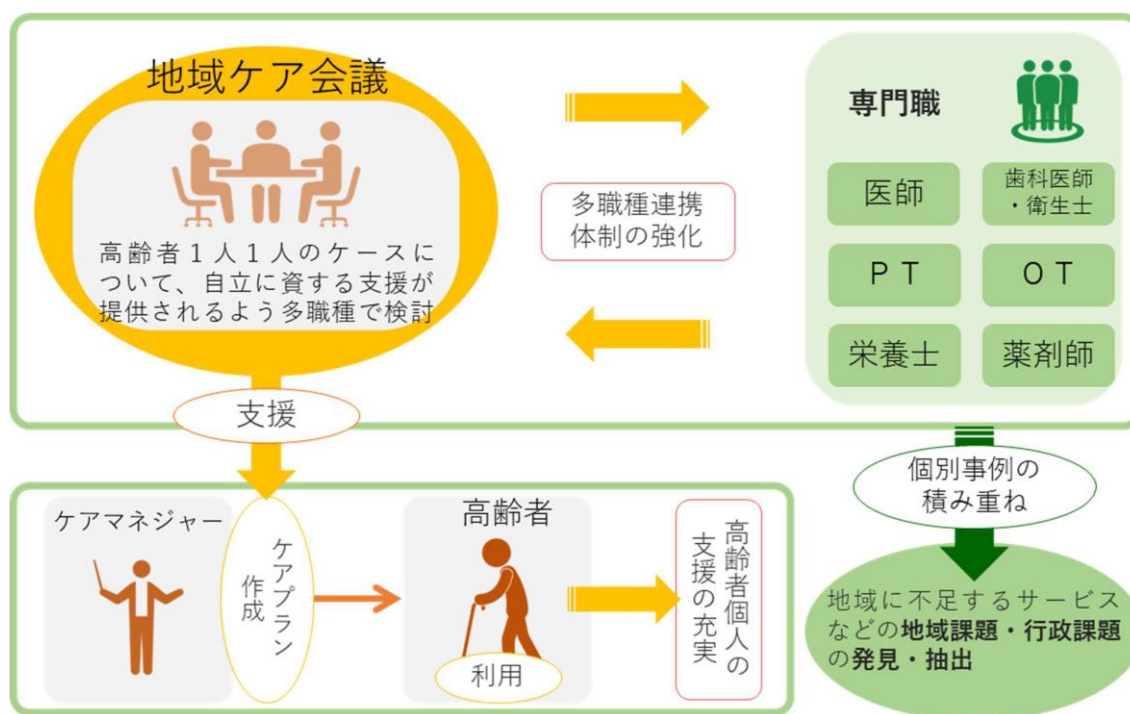 地域ケア会議
高齢者１人１人のケースに
ついて、自立に資する支援が
提供されるよう多職種で検討
多職種連携
体制の強化
専門職
医師
歯科医師
・衛生士
ＰＴ
ＯＴ
栄養士
薬剤師
支援
個別事例の
積み重ね
ケアマネジャー
ケアプラン
作成
高齢者
利用
高齢者個人の
支援の充実
地域に不足するサービス
などの地域課題・行政課題
の発見・抽出